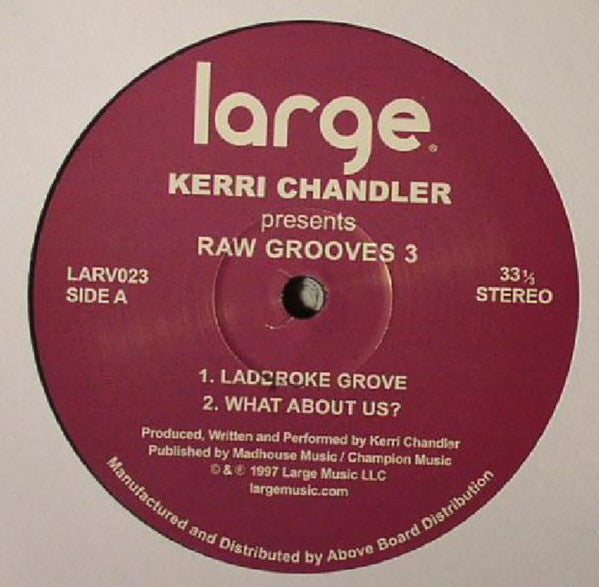 large®
KERRI CHANDLER
presents
RAW GROOVES 3
LARV023
SIDE A
33⅓
STEREO
1. LADBROKE GROVE
2. WHAT ABOUT US?
Produced, Written and Performed by Kerri Chandler
Published by Madhouse Music / Champion Music
© & ℗ 1997 Large Music LLC
largemusic.com
Manufactured and Distributed by Above Board Distribution